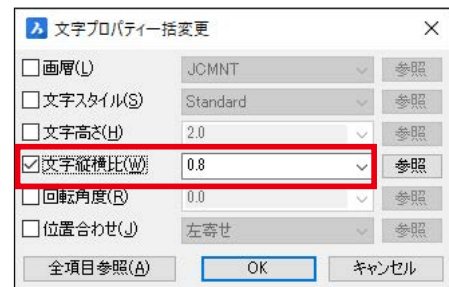 文字プロパティー括変更
画層(L) JCMNT 参照
文字スタイル(S) Standard 参照
文字高さ(H) 2.0 参照
文字縦横比(W) 0.8 参照
回転角度(R) 0.0 参照
位置合わせ(J) 左寄せ 参照
全項目参照(A) OK キャンセル